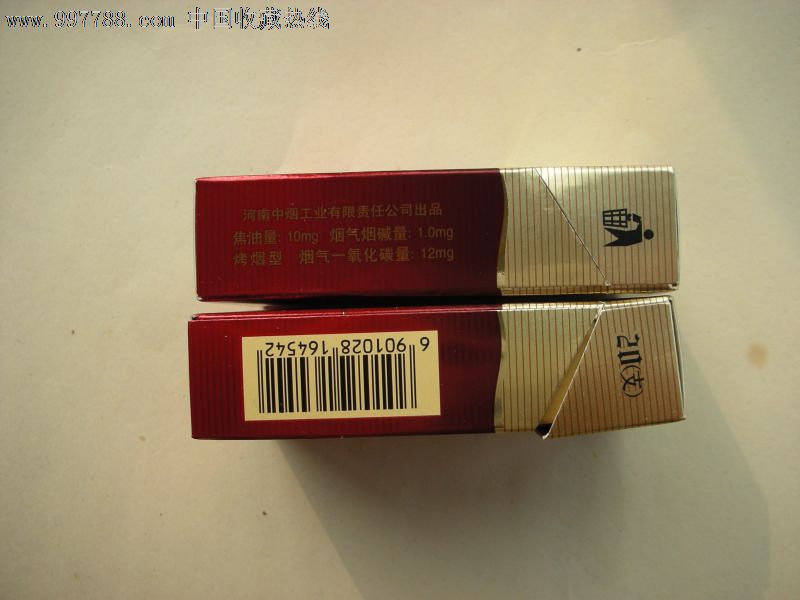 www.997788.com 中国收藏热线
河南中烟工业有限责任公司出品
焦油量: 10mg 烟气烟碱量: 1.0mg
烤烟型 烟气一氧化碳量: 12mg
6 901028 164542
20(支)